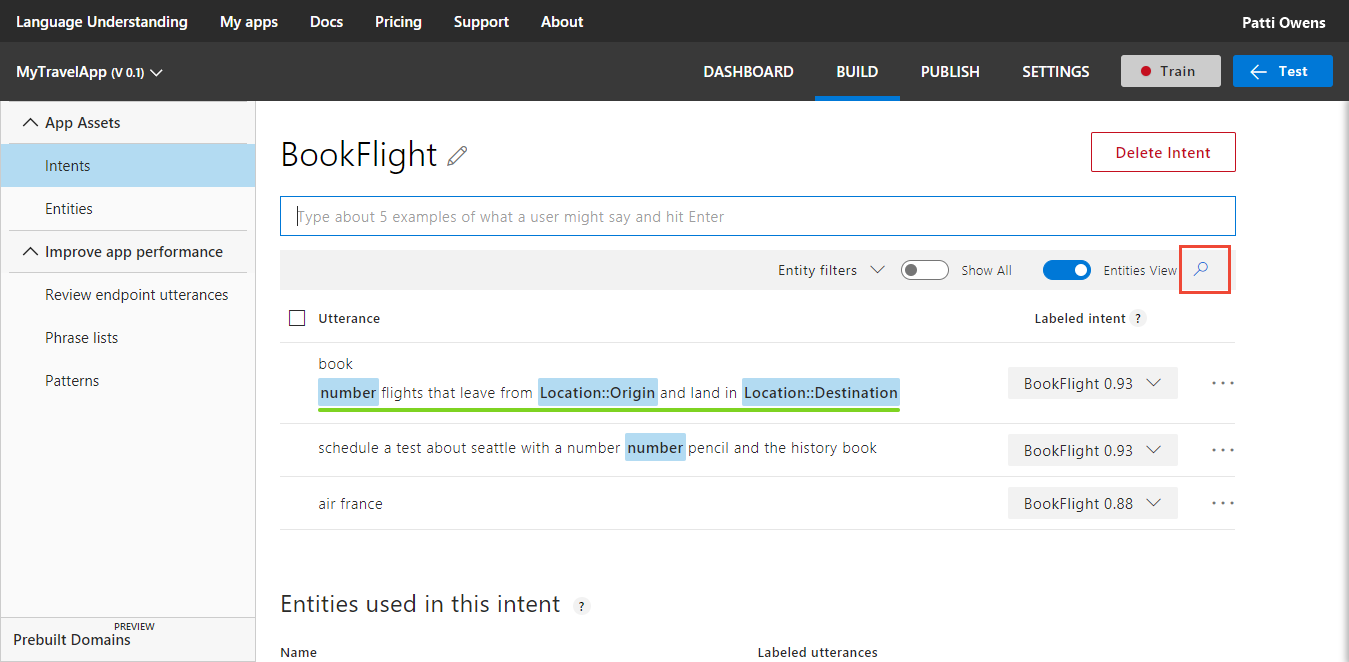 Language Understanding My apps Docs Pricing Support About Patti Owens
MyTravelApp (V 0.1) DASHBOARD BUILD PUBLISH SETTINGS Train Test
App Assets
Intents
Entities
Improve app performance
Review endpoint utterances
Phrase lists
Patterns
PREVIEW
Prebuilt Domains
BookFlight Delete Intent
Type about 5 examples of what a user might say and hit Enter
Entity filters Show All Entities View
Utterance Labeled intent ?
book
number flights that leave from Location::Origin and land in Location::Destination BookFlight 0.93 ...
schedule a test about seattle with a number number pencil and the history book BookFlight 0.93 ...
air france BookFlight 0.88 ...
Entities used in this intent ?
Name Labeled utterances